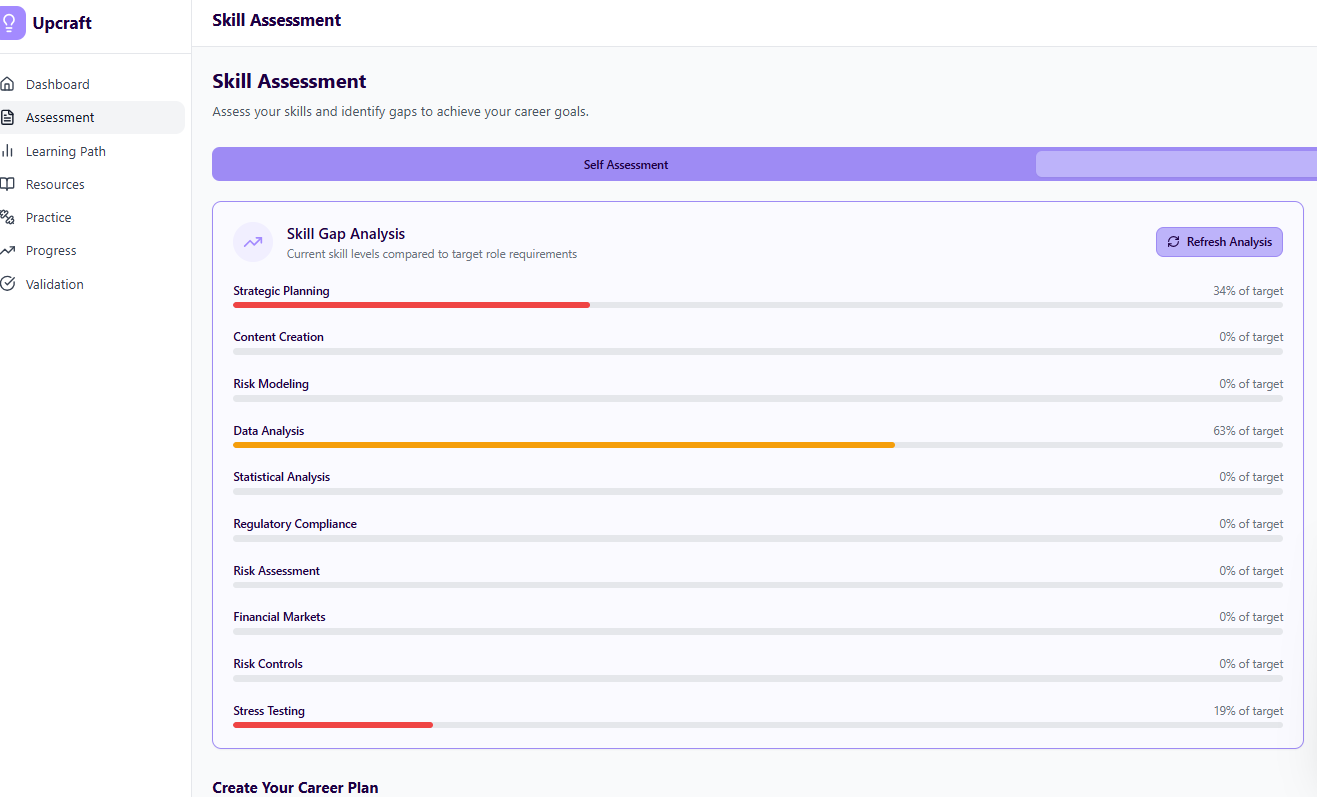 Upcraft
Skill Assessment
Dashboard
Assessment
Learning Path
Resources
Practice
Progress
Validation
Skill Assessment
Assess your skills and identify gaps to achieve your career goals.
Self Assessment
Skill Gap Analysis
Current skill levels compared to target role requirements
Refresh Analysis
Strategic Planning 34% of target
Content Creation 0% of target
Risk Modeling 0% of target
Data Analysis 63% of target
Statistical Analysis 0% of target
Regulatory Compliance 0% of target
Risk Assessment 0% of target
Financial Markets 0% of target
Risk Controls 0% of target
Stress Testing 19% of target
Create Your Career Plan